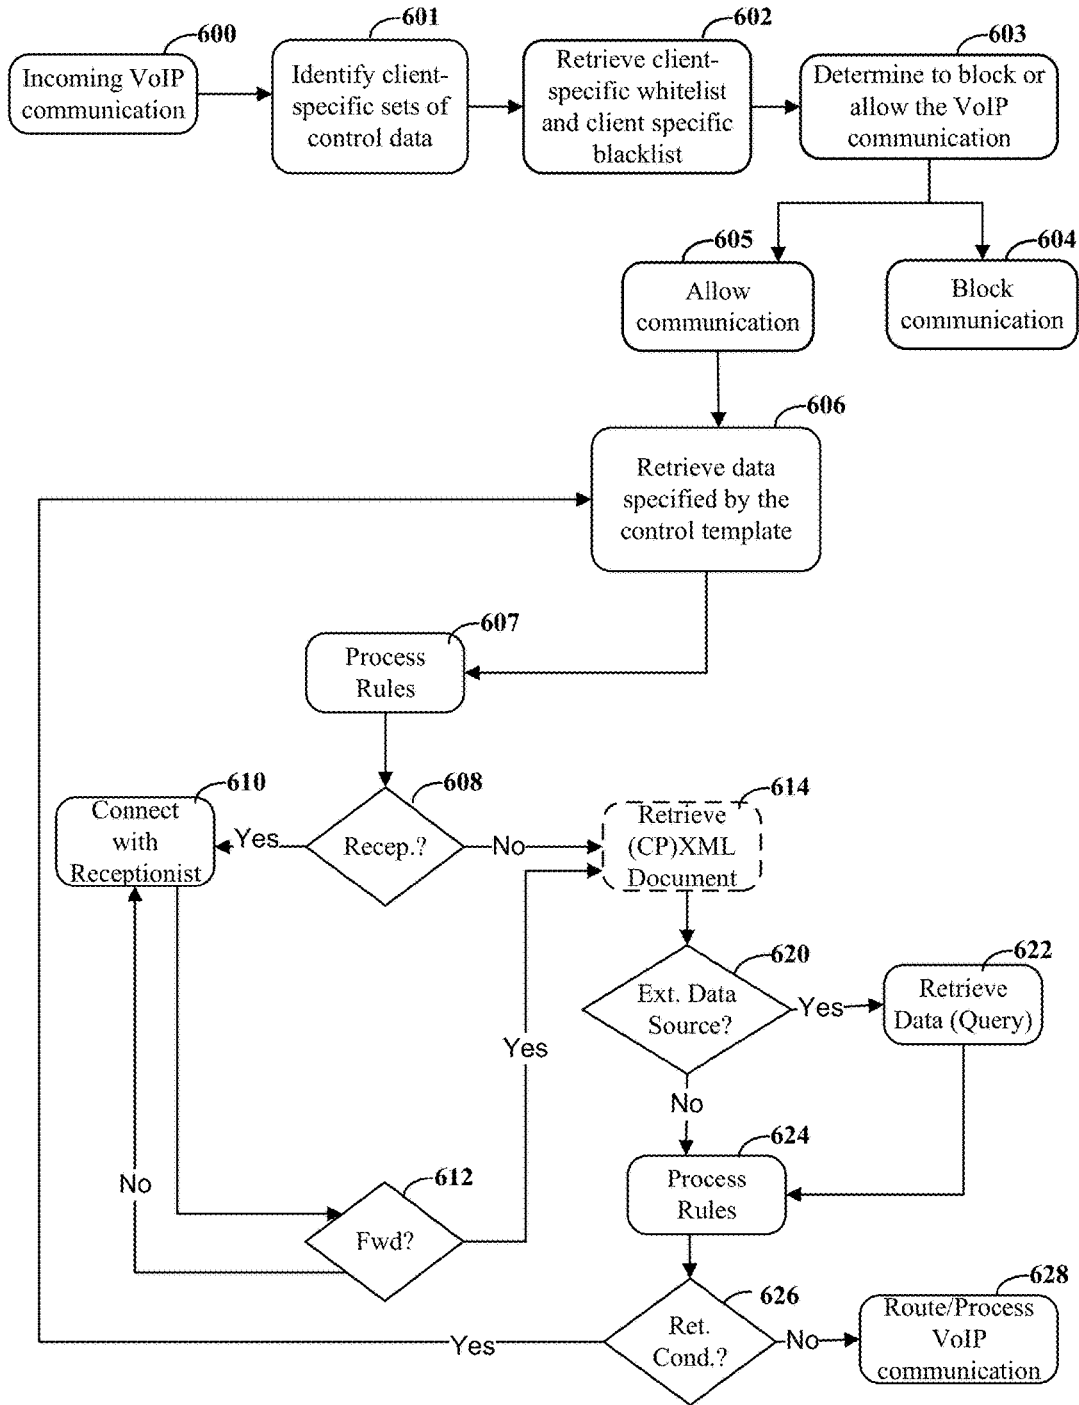 600
Incoming VoIP
communication
601
Identify client-
specific sets of
control data
602
Retrieve client-
specific whitelist
and client specific
blacklist
603
Determine to block or
allow the VoIP
communication
605
Allow
communication
604
Block
communication
606
Retrieve data
specified by the
control template
607
Process
Rules
608
Recep.?
Yes
No
610
Connect
with
Receptionist
614
Retrieve
(CP)XML
Document
620
Ext. Data
Source?
Yes
No
622
Retrieve
Data (Query)
Yes
No
612
Fwd?
624
Process
Rules
626
Ret.
Cond.?
Yes
No
628
Route/Process
VoIP
communication